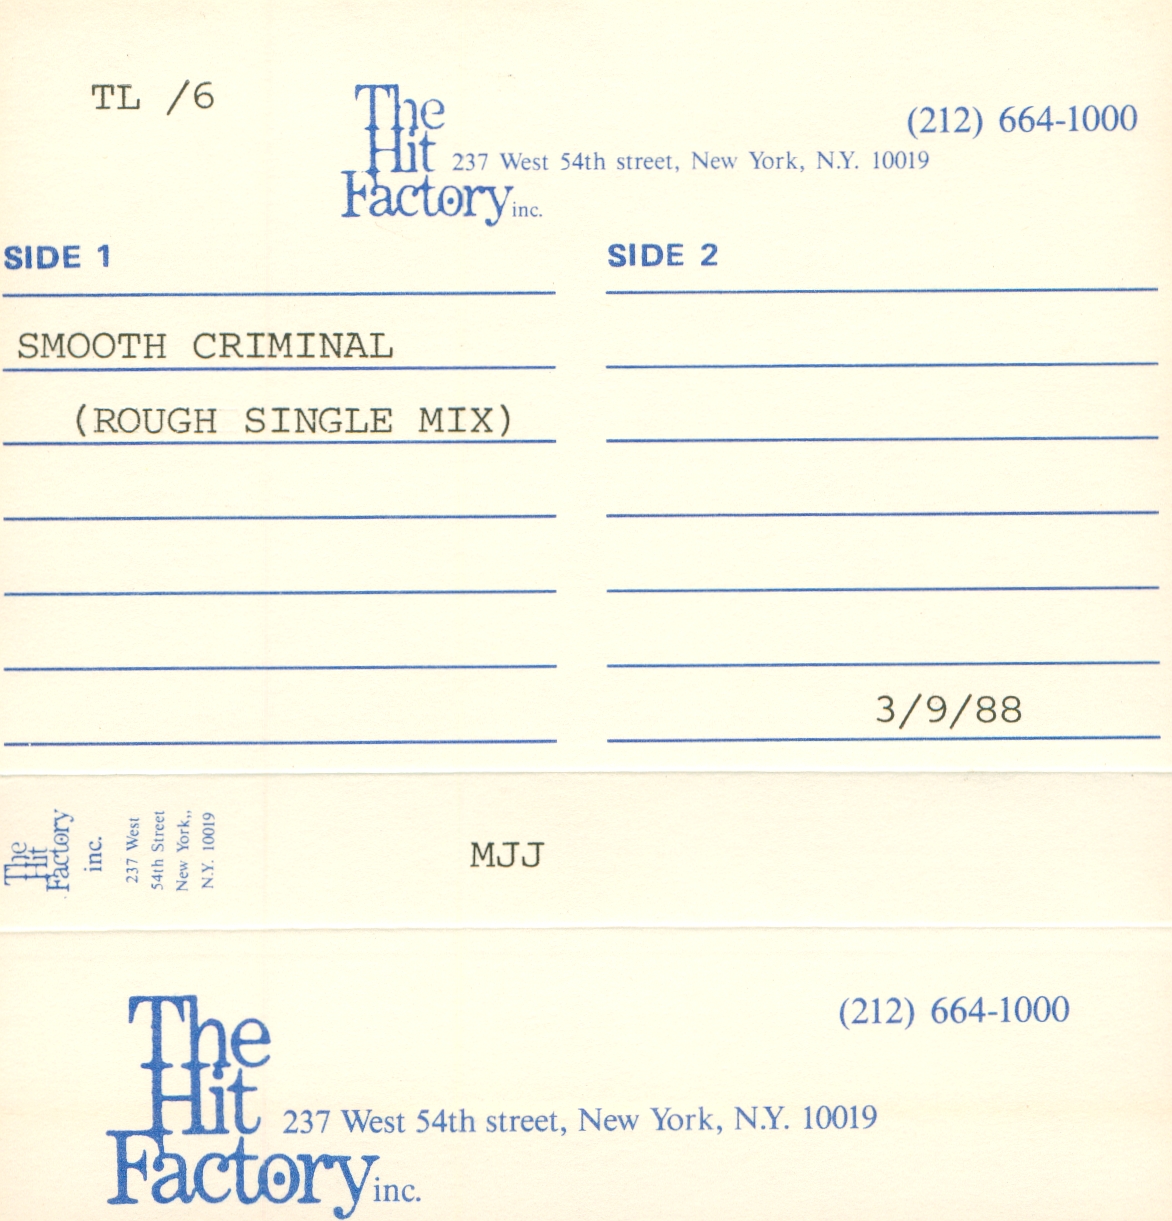 TL /6
The
Hit
Factory inc.
237 West 54th street, New York, N.Y. 10019
(212) 664-1000
SIDE 1
SMOOTH CRIMINAL
(ROUGH SINGLE MIX)
SIDE 2
3/9/88
The
Hit
Factory
inc.
237 West
54th Street
New York,,
N.Y. 10019
MJJ
The
Hit
Factory inc.
237 West 54th street, New York, N.Y. 10019
(212) 664-1000